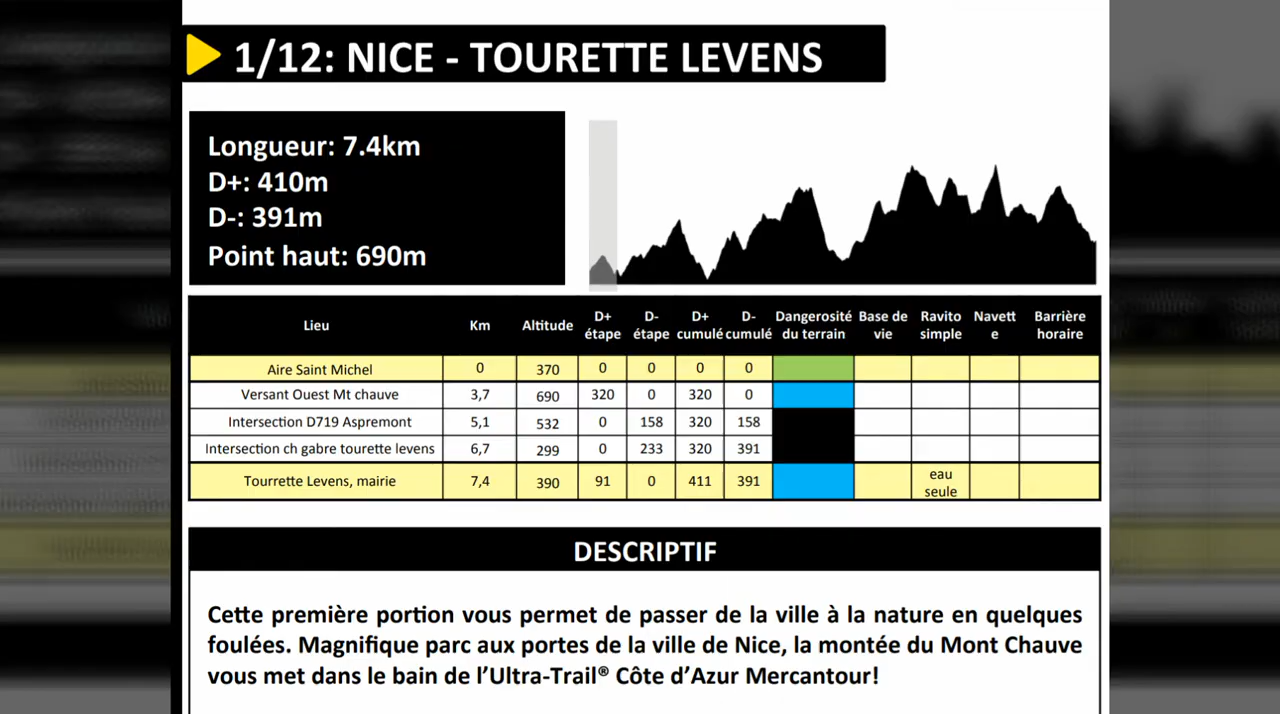 1/12: NICE - TOURETTE LEVENS
Longueur: 7.4km
D+: 410m
D-: 391m
Point haut: 690m
Lieu Km Altitude D+ étape D- étape D+ cumulé D- cumulé Dangerosité du terrain Base de vie Ravito simple Navett e Barrière horaire
Aire Saint Michel 0 370 0 0 0 0
Versant Ouest Mt chauve 3,7 690 320 0 320 0
Intersection D719 Aspremont 5,1 532 0 158 320 158
Intersection ch gabre tourette levens 6,7 299 0 233 320 391
Tourrette Levens, mairie 7,4 390 91 0 411 391 eau seule
DESCRIPTIF
Cette première portion vous permet de passer de la ville à la nature en quelques
foulées. Magnifique parc aux portes de la ville de Nice, la montée du Mont Chauve
vous met dans le bain de l'Ultra-Trail® Côte d'Azur Mercantour!